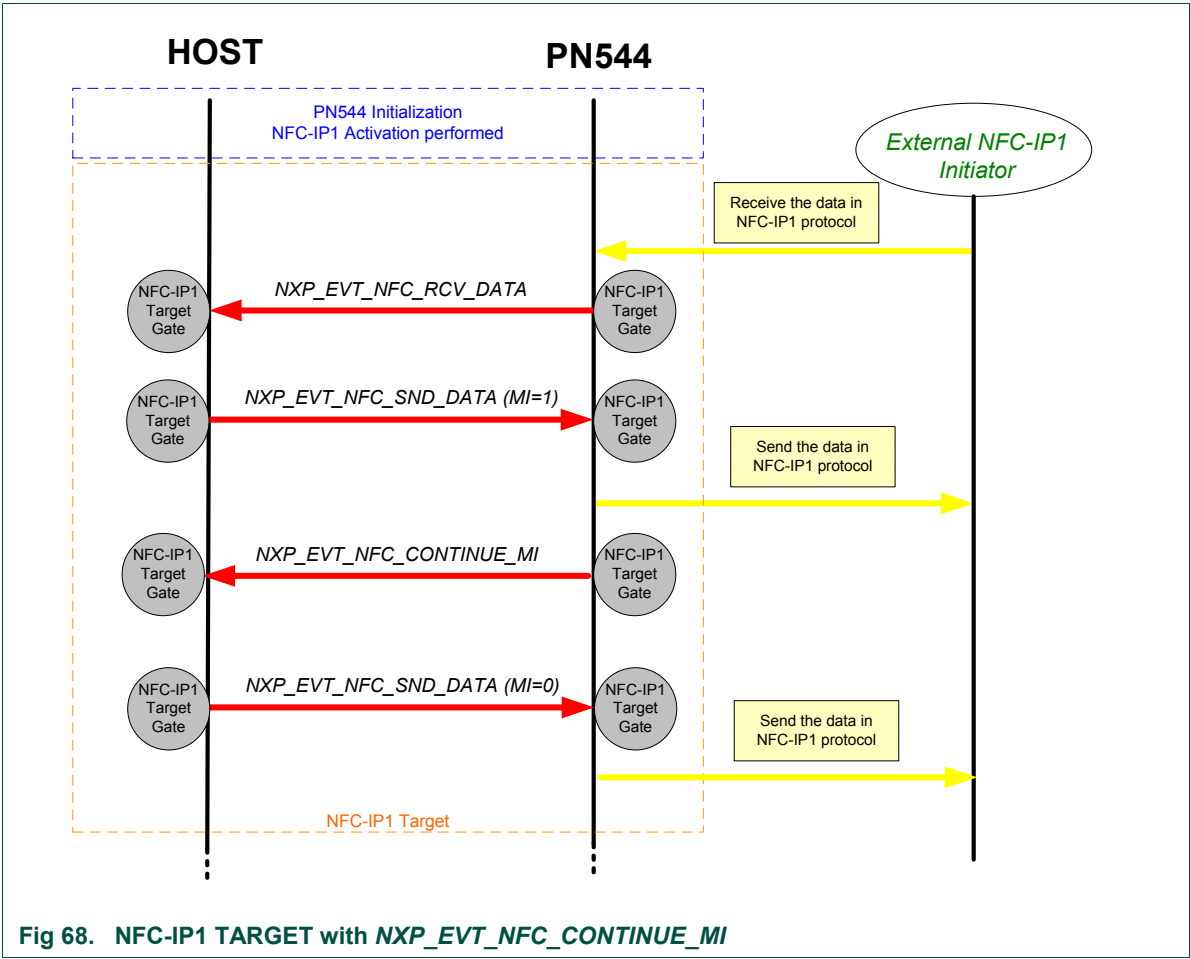 HOST
PN544
PN544 Initialization
NFC-IP1 Activation performed
External NFC-IP1
Initiator
Receive the data in
NFC-IP1 protocol
NFC-IP1
Target
Gate
NXP_EVT_NFC_RCV_DATA
NFC-IP1
Target
Gate
NFC-IP1
Target
Gate
NXP_EVT_NFC_SND_DATA (MI=1)
NFC-IP1
Target
Gate
Send the data in
NFC-IP1 protocol
NFC-IP1
Target
Gate
NXP_EVT_NFC_CONTINUE_MI
NFC-IP1
Target
Gate
NFC-IP1
Target
Gate
NXP_EVT_NFC_SND_DATA (MI=0)
NFC-IP1
Target
Gate
Send the data in
NFC-IP1 protocol
NFC-IP1 Target
Fig 68. NFC-IP1 TARGET with NXP_EVT_NFC_CONTINUE_MI